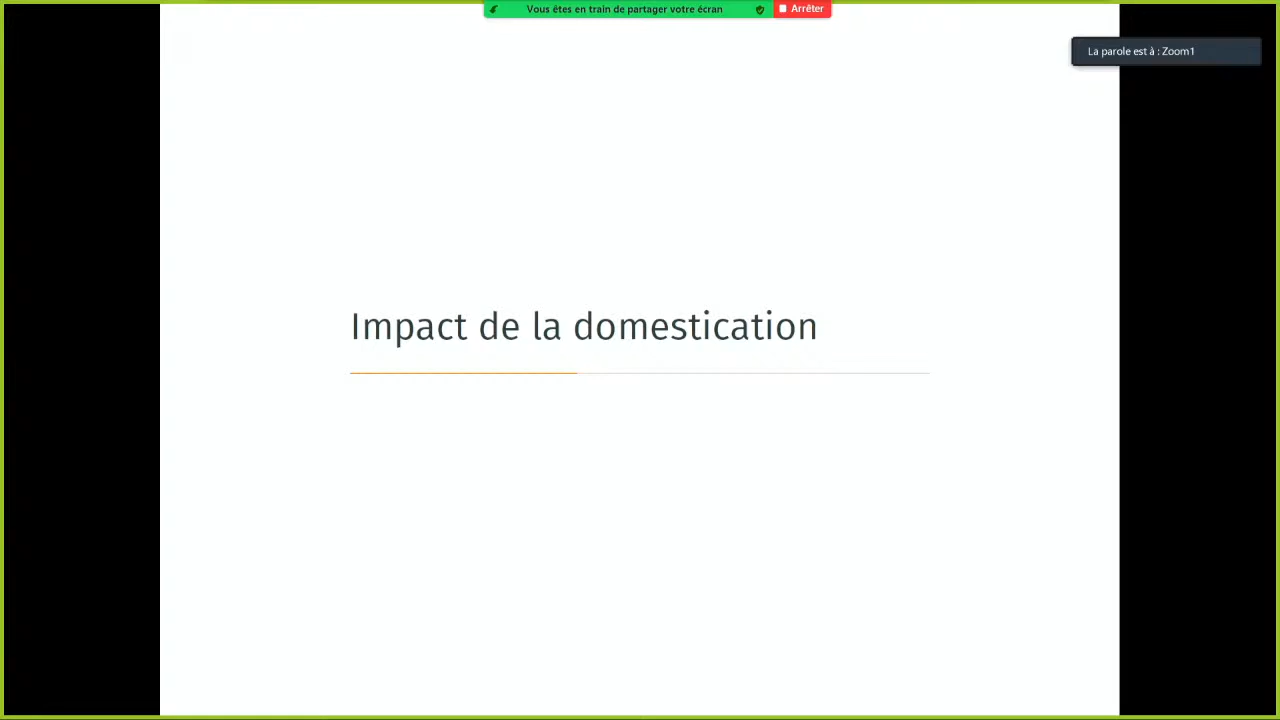 Vous êtes en train de partager votre écran
Arrêter
La parole est à : Zoom1
Impact de la domestication